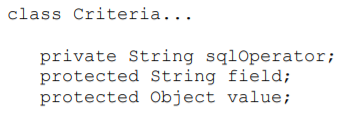 class Criteria...
private String sqlOperator;
protected String field;
protected Object value;